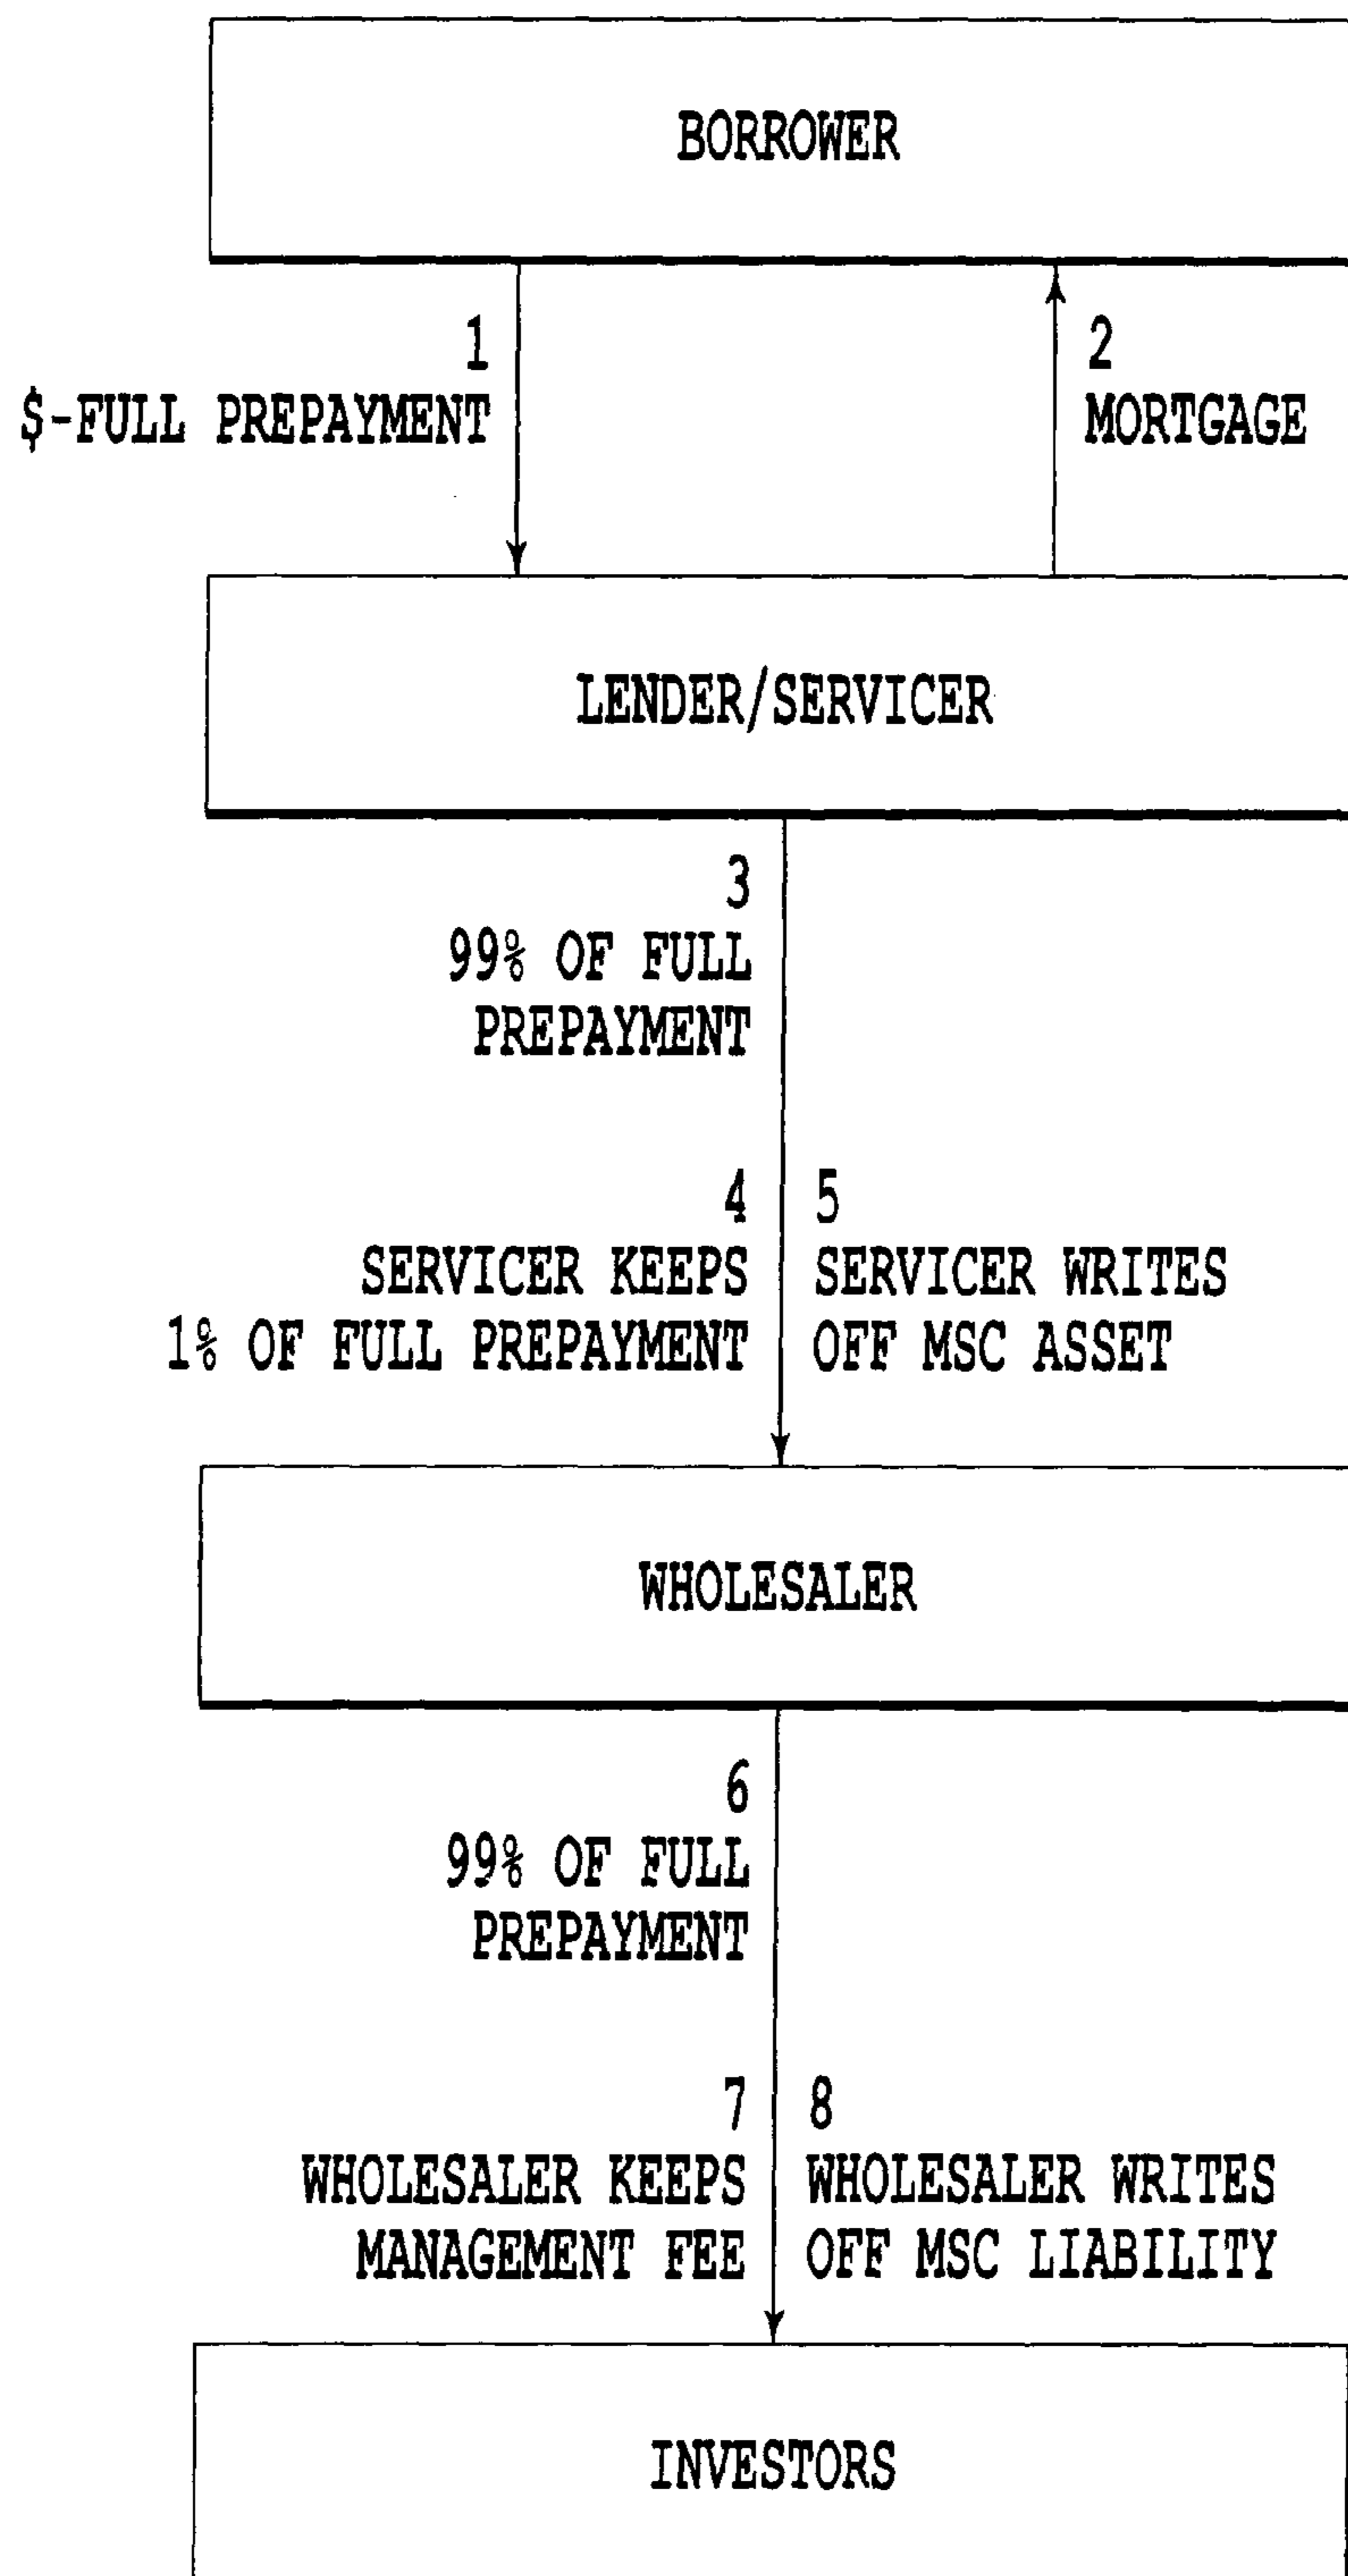 BORROWER
1
$-FULL PREPAYMENT
2
MORTGAGE
LENDER/SERVICER
3
99% OF FULL
PREPAYMENT
4
SERVICER KEEPS
1% OF FULL PREPAYMENT
5
SERVICER WRITES
OFF MSC ASSET
WHOLESALER
6
99% OF FULL
PREPAYMENT
7
WHOLESALER KEEPS
MANAGEMENT FEE
8
WHOLESALER WRITES
OFF MSC LIABILITY
INVESTORS